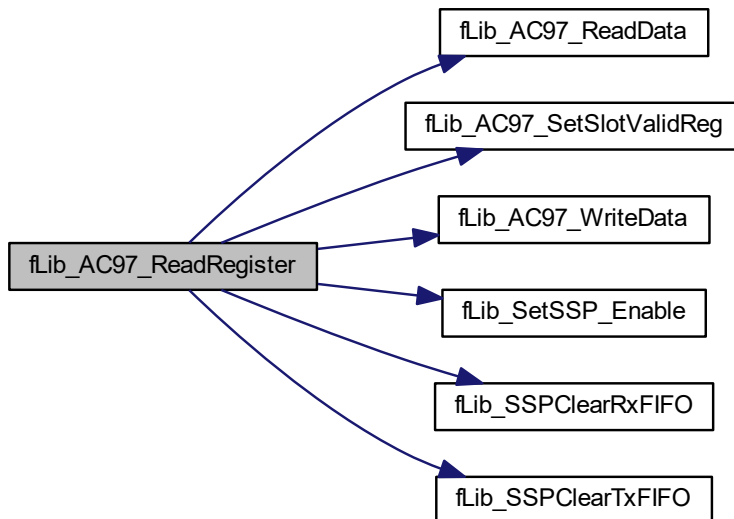 fLib_AC97_ReadData
fLib_AC97_SetSlotValidReg
fLib_AC97_WriteData
fLib_AC97_ReadRegister
fLib_SetSSP_Enable
fLib_SSPClearRxFIFO
fLib_SSPClearTxFIFO